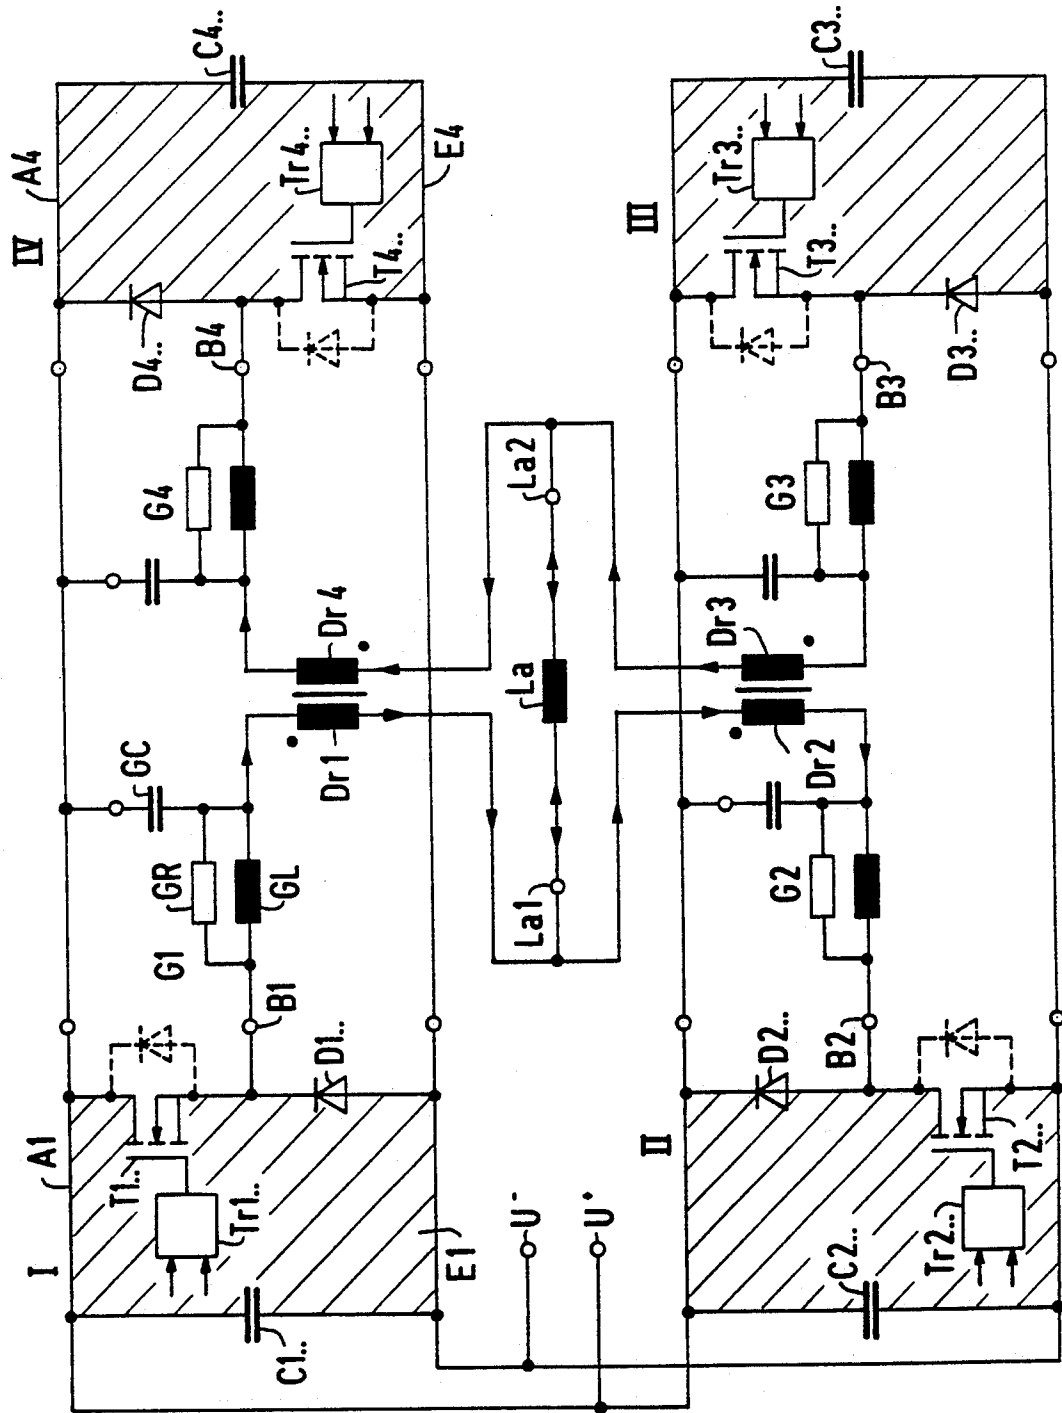 I
A1
T1..
Tr1..
C1..
E1
D1..
B1
G1
GR
GL
GC
Dr1
Dr4
G4
B4
D4..
IV
A4
C4..
Tr4..
T4..
E4
U-
U+
La1
La
La2
II
C2..
Tr2..
T2..
D2..
B2
G2
Dr2
Dr3
G3
B3
D3..
III
T3..
Tr3..
C3..